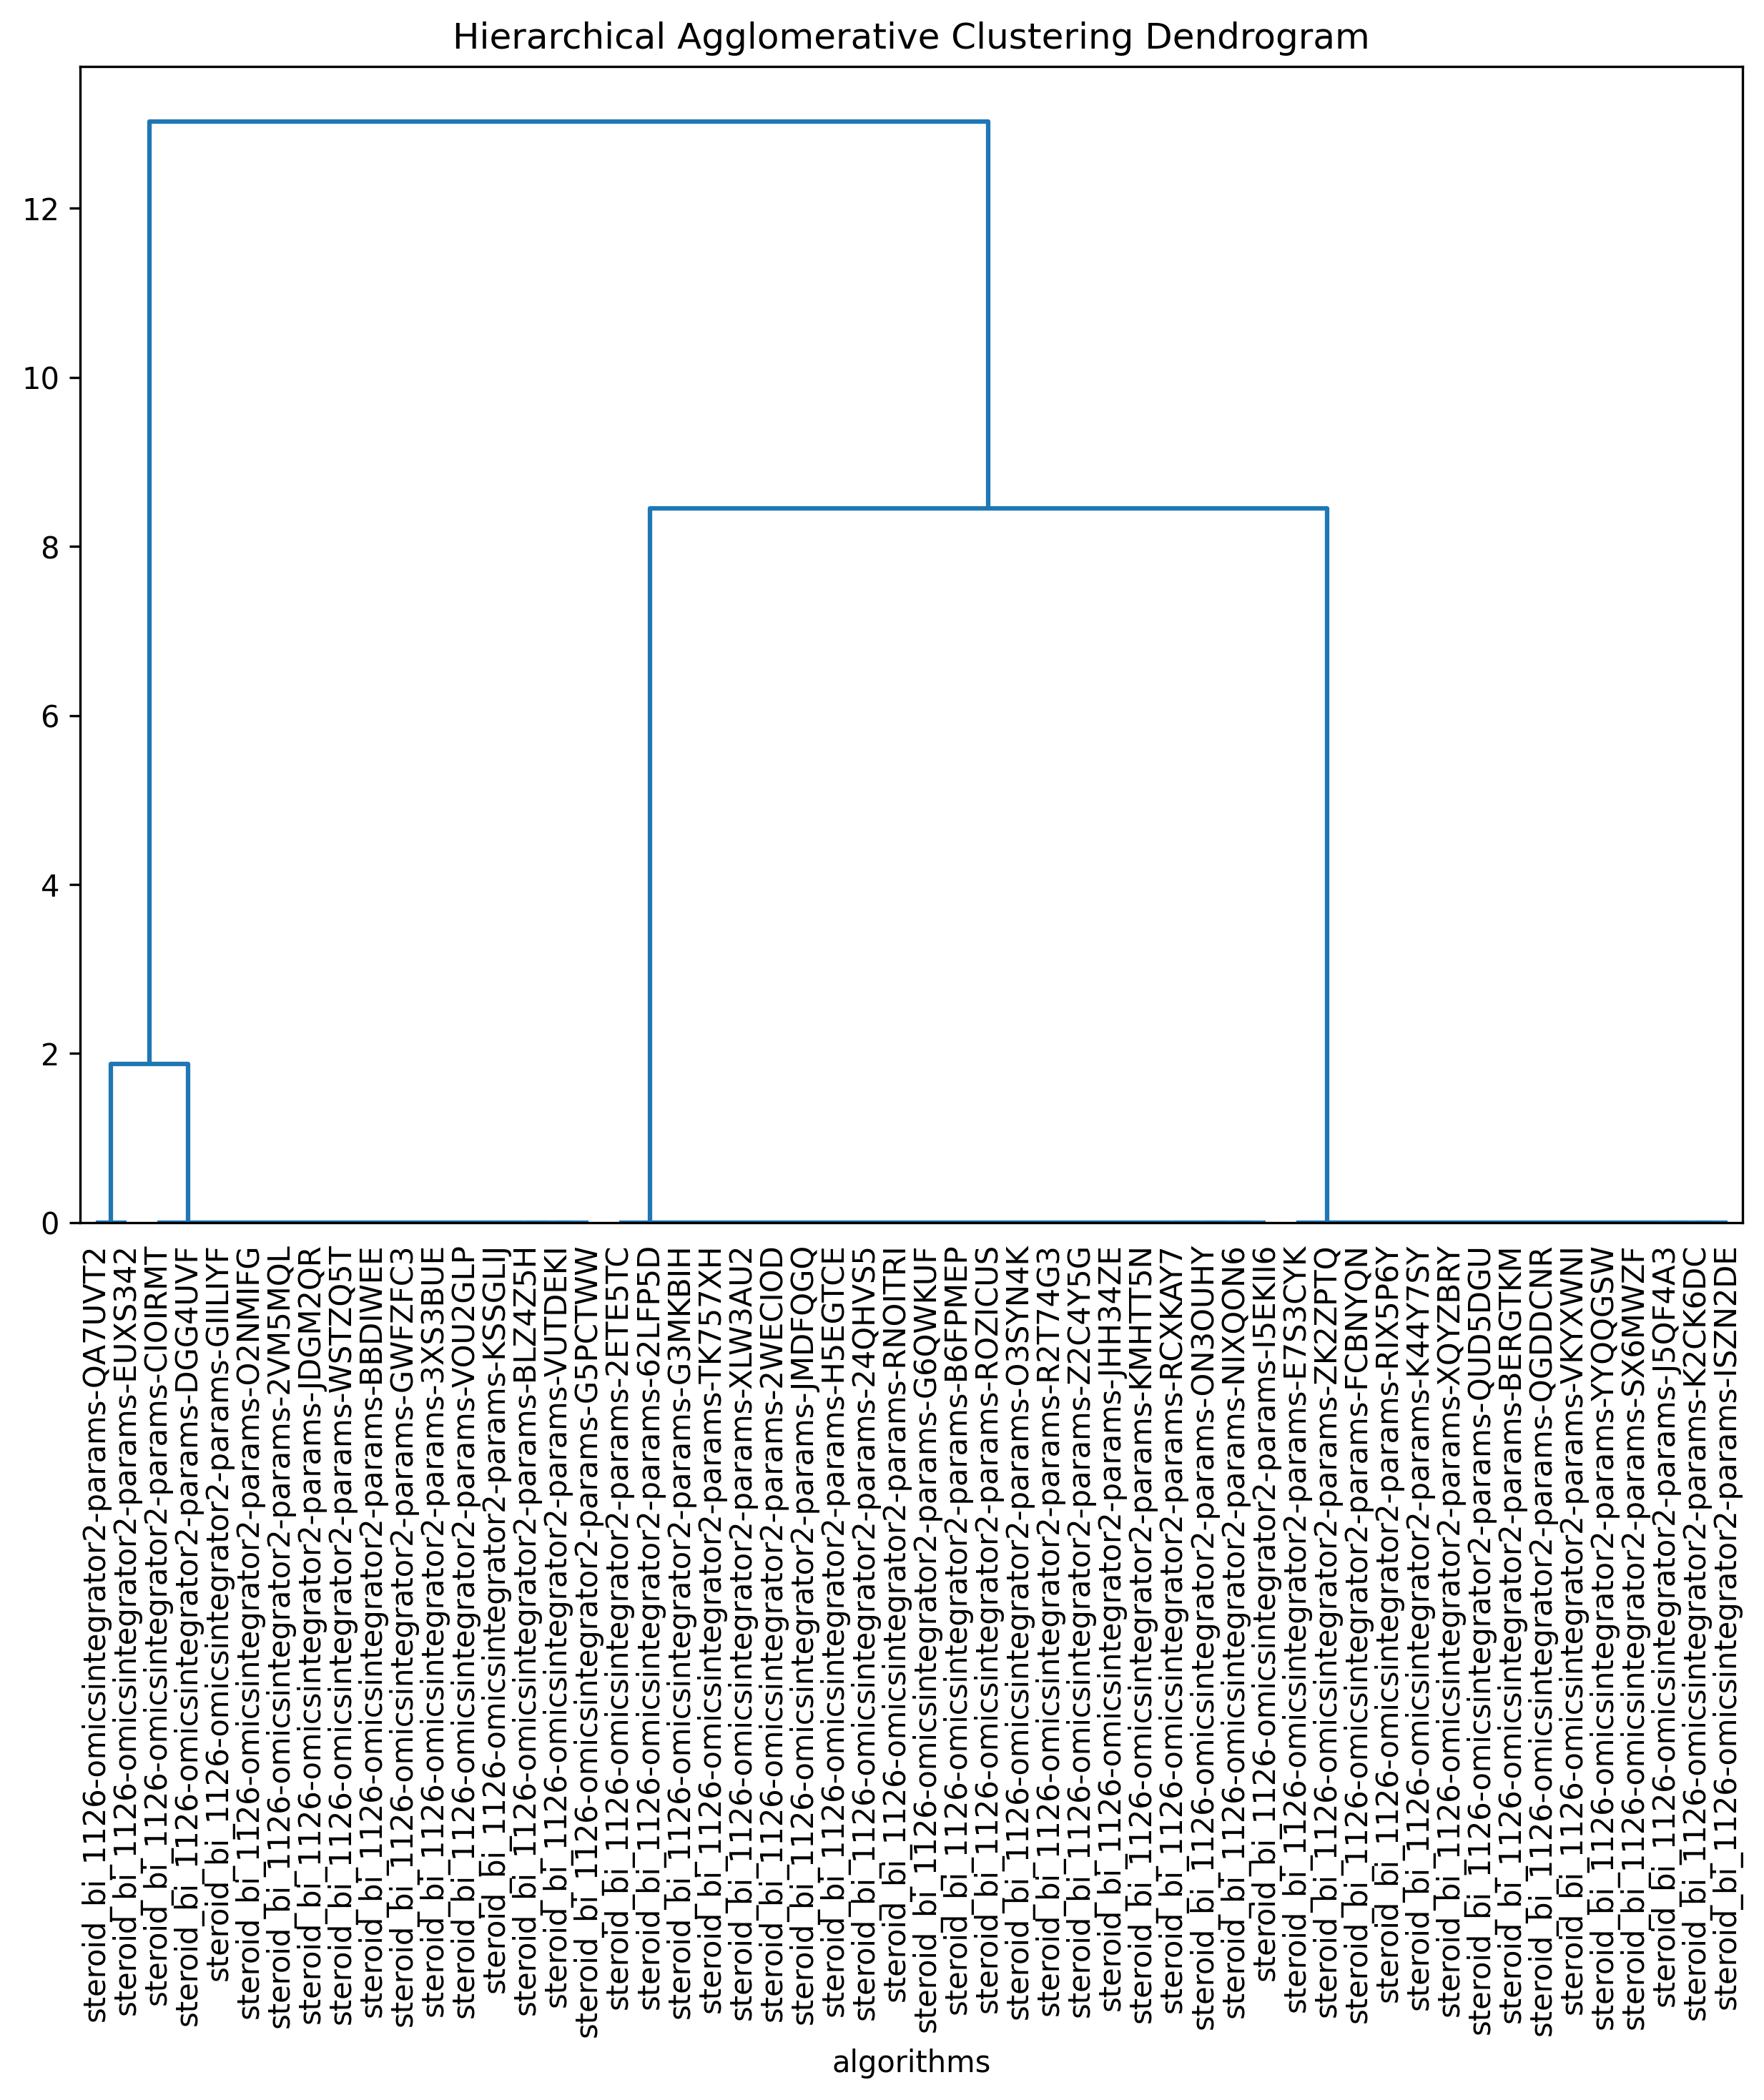 Hierarchical Agglomerative Clustering Dendrogram
12
10
8
6
4
2
0
steroid_bi_1126-omicsintegrator2-params-QA7UVT2
steroid_bi_1126-omicsintegrator2-params-EUXS342
steroid_bi_1126-omicsintegrator2-params-CIOIRMT
steroid_bi_1126-omicsintegrator2-params-DGG4UVF
steroid_bi_1126-omicsintegrator2-params-GIILIYF
steroid_bi_1126-omicsintegrator2-params-O2NMIFG
steroid_bi_1126-omicsintegrator2-params-2VM5MQL
steroid_bi_1126-omicsintegrator2-params-JDGM2QR
steroid_bi_1126-omicsintegrator2-params-WSTZQ5T
steroid_bi_1126-omicsintegrator2-params-BBDIWEE
steroid_bi_1126-omicsintegrator2-params-GWFZFC3
steroid_bi_1126-omicsintegrator2-params-3XS3BUE
steroid_bi_1126-omicsintegrator2-params-VOU2GLP
steroid_bi_1126-omicsintegrator2-params-KSSGLIJ
steroid_bi_1126-omicsintegrator2-params-BLZ4Z5H
steroid_bi_1126-omicsintegrator2-params-VUTDEKI
steroid_bi_1126-omicsintegrator2-params-G5PCTWW
steroid_bi_1126-omicsintegrator2-params-2ETE5TC
steroid_bi_1126-omicsintegrator2-params-62LFP5D
steroid_bi_1126-omicsintegrator2-params-G3MKBIH
steroid_bi_1126-omicsintegrator2-params-TK757XH
steroid_bi_1126-omicsintegrator2-params-XLW3AU2
steroid_bi_1126-omicsintegrator2-params-2WECIOD
steroid_bi_1126-omicsintegrator2-params-JMDFQGQ
steroid_bi_1126-omicsintegrator2-params-H5EGTCE
steroid_bi_1126-omicsintegrator2-params-24QHVS5
steroid_bi_1126-omicsintegrator2-params-RNOITRI
steroid_bi_1126-omicsintegrator2-params-G6QWKUF
steroid_bi_1126-omicsintegrator2-params-B6FPMEP
steroid_bi_1126-omicsintegrator2-params-ROZICUS
steroid_bi_1126-omicsintegrator2-params-O3SYN4K
steroid_bi_1126-omicsintegrator2-params-R2T74G3
steroid_bi_1126-omicsintegrator2-params-Z2C4Y5G
steroid_bi_1126-omicsintegrator2-params-JHH34ZE
steroid_bi_1126-omicsintegrator2-params-KMHTT5N
steroid_bi_1126-omicsintegrator2-params-RCXKAY7
steroid_bi_1126-omicsintegrator2-params-ON3OUHY
steroid_bi_1126-omicsintegrator2-params-NIXQON6
steroid_bi_1126-omicsintegrator2-params-I5EKII6
steroid_bi_1126-omicsintegrator2-params-E7S3CYK
steroid_bi_1126-omicsintegrator2-params-ZK2ZPTQ
steroid_bi_1126-omicsintegrator2-params-FCBNYQN
steroid_bi_1126-omicsintegrator2-params-RIX5P6Y
steroid_bi_1126-omicsintegrator2-params-K44Y7SY
steroid_bi_1126-omicsintegrator2-params-XQYZBRY
steroid_bi_1126-omicsintegrator2-params-QUD5DGU
steroid_bi_1126-omicsintegrator2-params-BERGTKM
steroid_bi_1126-omicsintegrator2-params-QGDDCNR
steroid_bi_1126-omicsintegrator2-params-VKYXWNI
steroid_bi_1126-omicsintegrator2-params-YYQQGSW
steroid_bi_1126-omicsintegrator2-params-SX6MWZF
steroid_bi_1126-omicsintegrator2-params-J5QF4A3
steroid_bi_1126-omicsintegrator2-params-K2CK6DC
steroid_bi_1126-omicsintegrator2-params-ISZN2DE
algorithms